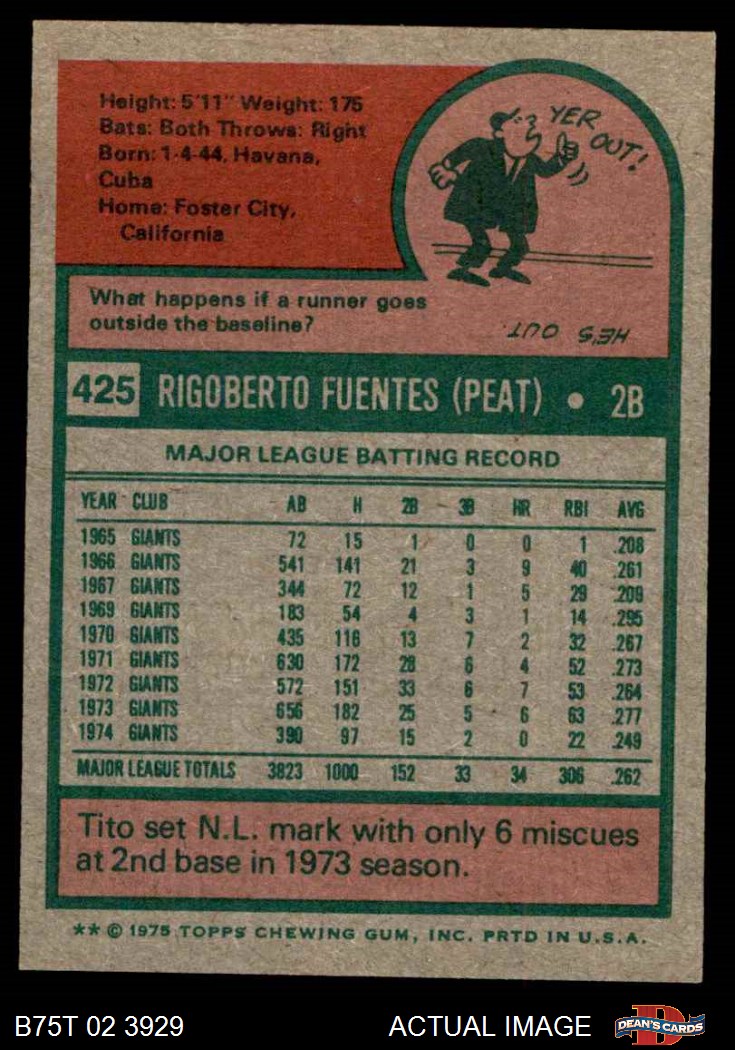 Height: 5'11" Weight: 175
Bats: Both Throws: Right
Born: 1-4-44, Havana,
Cuba
Home: Foster City,
California
YER
OUT!
What happens if a runner goes
outside the baseline?
HE'S OUT.
425 RIGOBERTO FUENTES (PEAT) • 2B
MAJOR LEAGUE BATTING RECORD
YEAR CLUB AB H 2B 3B HR RBI AVG
1965 GIANTS 72 15 1 0 0 1 .208
1966 GIANTS 541 141 21 3 9 40 .261
1967 GIANTS 344 72 12 1 5 29 .209
1969 GIANTS 183 54 4 3 1 14 .295
1970 GIANTS 435 116 13 7 2 32 .267
1971 GIANTS 630 172 28 6 4 52 .273
1972 GIANTS 572 151 33 6 7 53 .264
1973 GIANTS 656 182 25 5 6 63 .277
1974 GIANTS 390 97 15 2 0 22 .249
MAJOR LEAGUE TOTALS 3823 1000 152 33 34 306 .262
Tito set N.L. mark with only 6 miscues
at 2nd base in 1973 season.
** © 1975 TOPPS CHEWING GUM, INC. PRTD IN U.S.A.
B75T 02 3929 ACTUAL IMAGE
D
DEAN'S CARDS